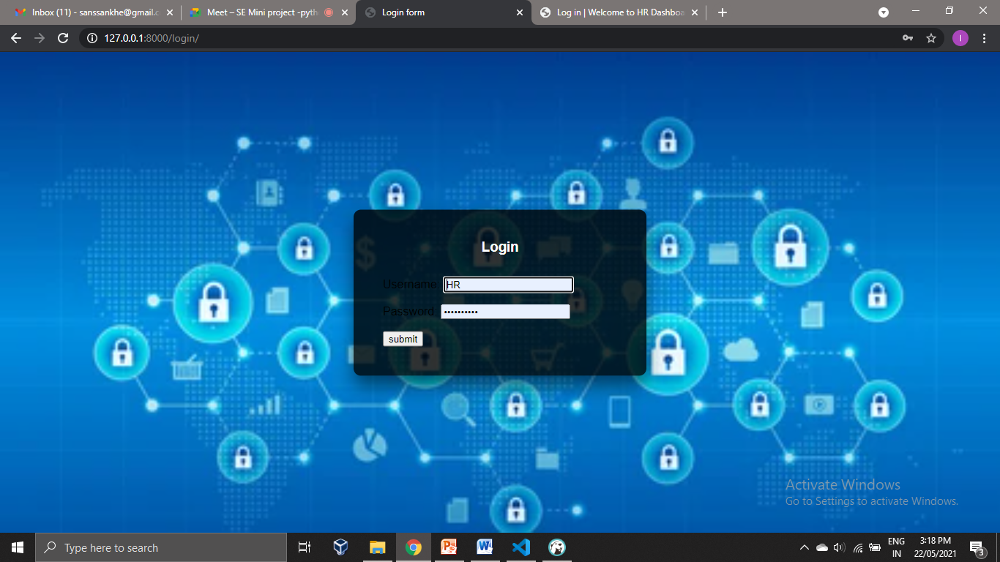 Inbox (11) - sanssankhe@gmail.c
Meet – SE Mini project -pyth
Login form
Log in | Welcome to HR Dashboa
127.0.0.1:8000/login/
I
Login
Username: HR
Password: ••••••••••
submit
Activate Windows
Go to Settings to activate Windows.
Type here to search
ENG
IN
3:18 PM
22/05/2021
3